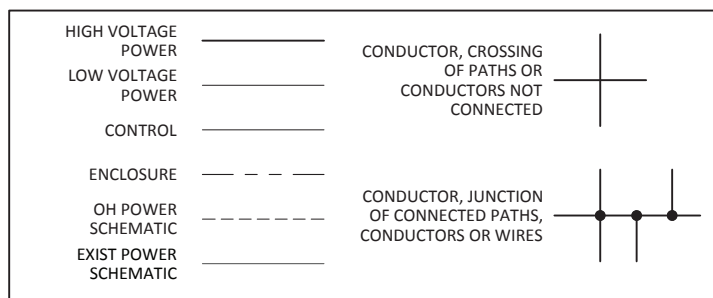 HIGH VOLTAGE
POWER
LOW VOLTAGE
POWER
CONTROL
ENCLOSURE
OH POWER
SCHEMATIC
EXIST POWER
SCHEMATIC
CONDUCTOR, CROSSING
OF PATHS OR
CONDUCTORS NOT
CONNECTED
CONDUCTOR, JUNCTION
OF CONNECTED PATHS,
CONDUCTORS OR WIRES